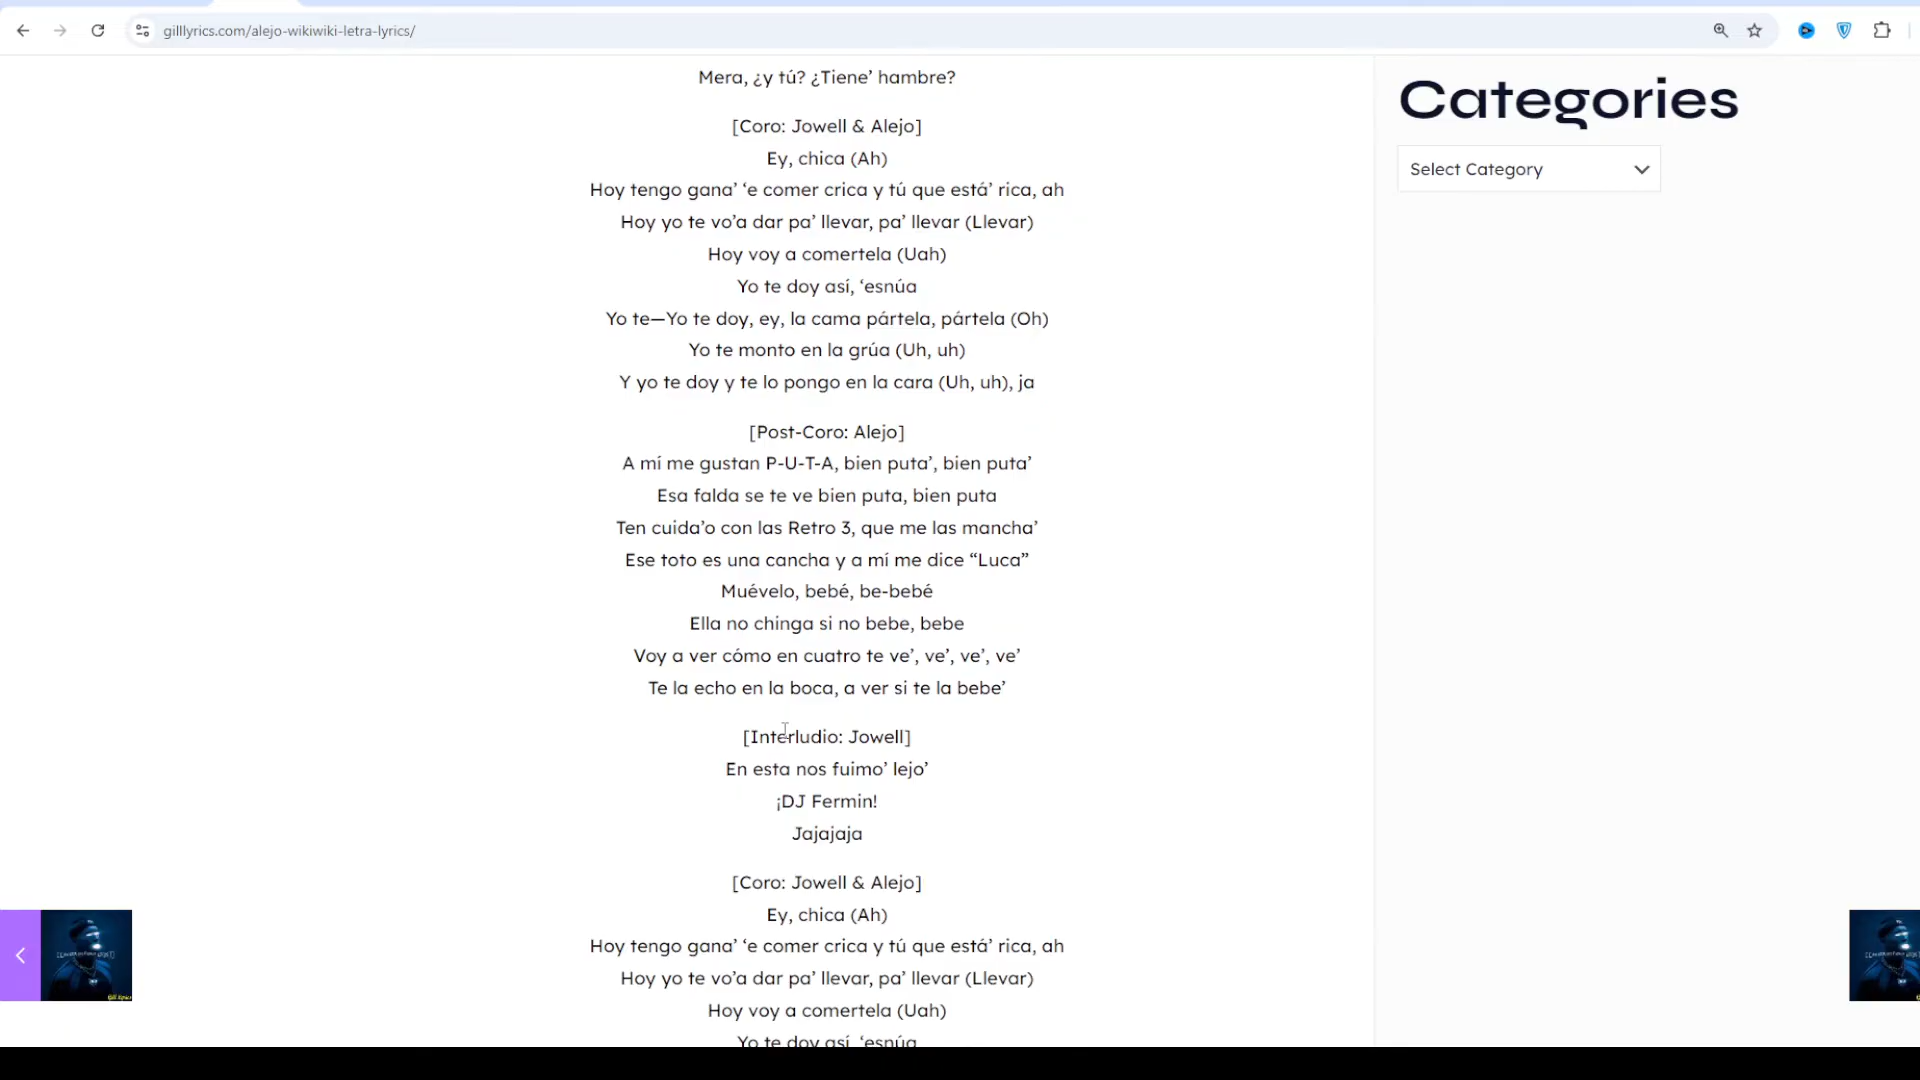 gilllyrics.com/alejo-wikiwiki-letra-lyrics/
Mera, ¿y tú? ¿Tiene’ hambre?
[Coro: Jowell & Alejo]
Ey, chica (Ah)
Hoy tengo gana’ ‘e comer crica y tú que está’ rica, ah
Hoy yo te vo’a dar pa’ llevar, pa’ llevar (Llevar)
Hoy voy a comertela (Uah)
Yo te doy así, ‘esnúa
Yo te—Yo te doy, ey, la cama pártela, pártela (Oh)
Yo te monto en la grúa (Uh, uh)
Y yo te doy y te lo pongo en la cara (Uh, uh), ja
[Post-Coro: Alejo]
A mí me gustan P-U-T-A, bien puta’, bien puta’
Esa falda se te ve bien puta, bien puta
Ten cuida’o con las Retro 3, que me las mancha’
Ese toto es una cancha y a mí me dice “Luca”
Muévelo, bebé, be-bebé
Ella no chinga si no bebe, bebe
Voy a ver cómo en cuatro te ve’, ve’, ve’, ve’
Te la echo en la boca, a ver si te la bebe’
[Interludio: Jowell]
En esta nos fuimo’ lejo’
¡DJ Fermin!
Jajajaja
[Coro: Jowell & Alejo]
Ey, chica (Ah)
Hoy tengo gana’ ‘e comer crica y tú que está’ rica, ah
Hoy yo te vo’a dar pa’ llevar, pa’ llevar (Llevar)
Hoy voy a comertela (Uah)
Yo te doy así, ‘esnúa
Categories
Select Category